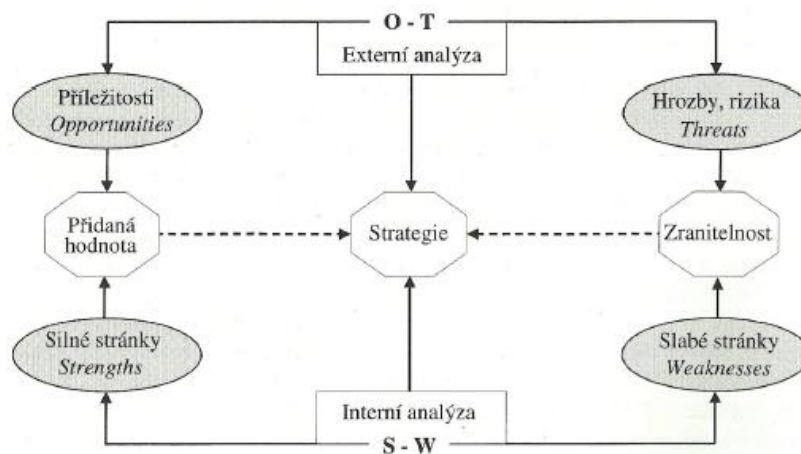 O - T
Externí analýza
Příležitosti
Opportunities
Hrozby, rizika
Threats
Přidaná
hodnota
Strategie
Zranitelnost
Silné stránky
Strengths
Slabé stránky
Weaknesses
Interní analýza
S - W